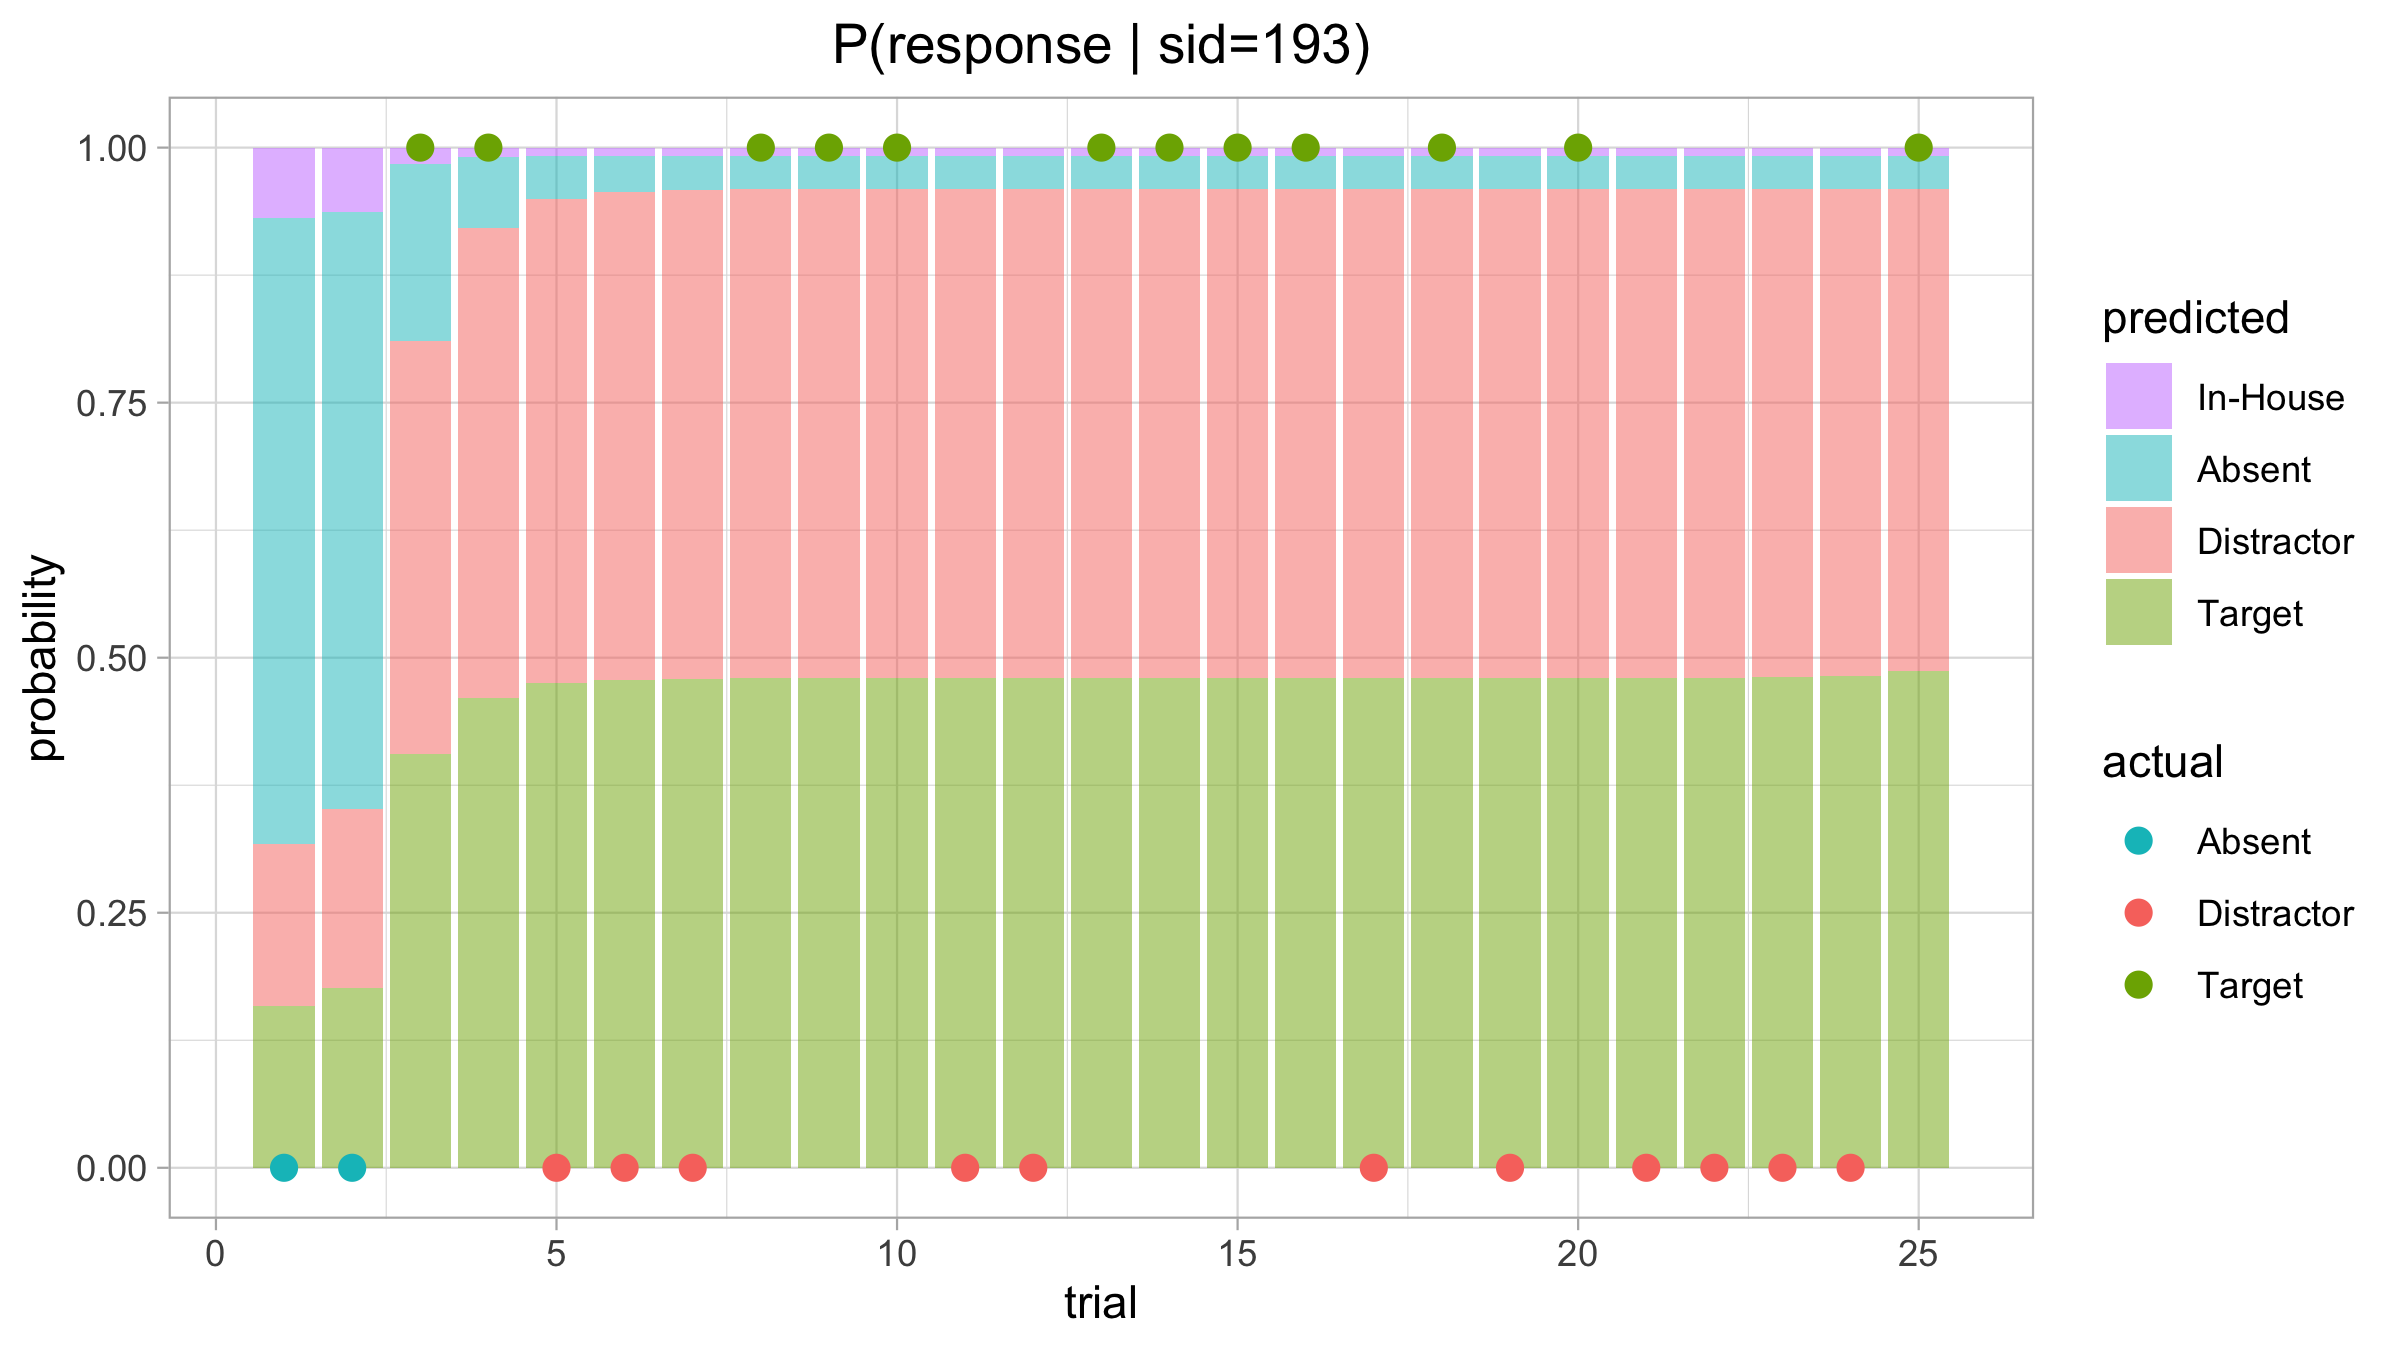 P(response | sid=193)
1.00
0.75
0.50
0.25
0.00
probability
0 5 10 15 20 25
trial
predicted
In-House
Absent
Distractor
Target
actual
Absent
Distractor
Target